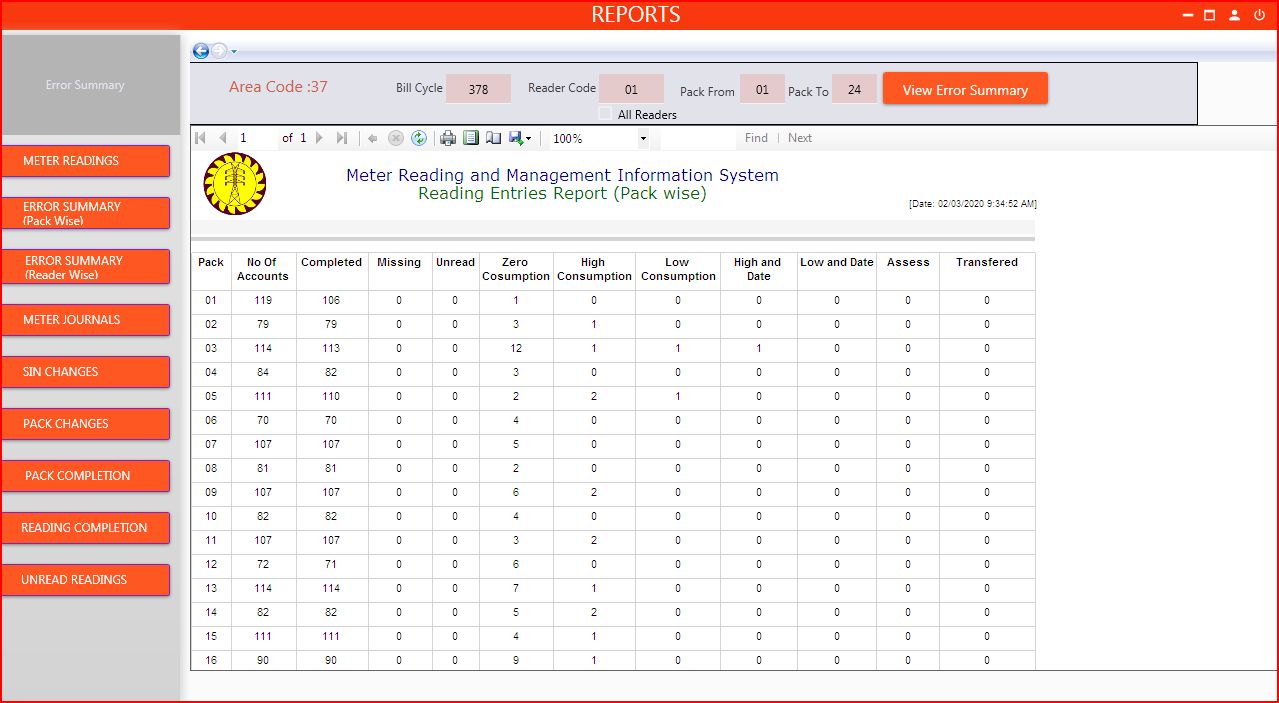 REPORTS
Error Summary
METER READINGS
ERROR SUMMARY
(Pack Wise)
ERROR SUMMARY
(Reader Wise)
METER JOURNALS
SIN CHANGES
PACK CHANGES
PACK COMPLETION
READING COMPLETION
UNREAD READINGS
Area Code :37 Bill Cycle 378 Reader Code 01 Pack From 01 Pack To 24 View Error Summary
All Readers
1 of 1 100% Find | Next
Meter Reading and Management Information System
Reading Entries Report (Pack wise)
[Date: 02/03/2020 9:34:52 AM]
Pack No Of Completed Missing Unread Zero High Low High and Low and Date Assess Transfered
Accounts Cosumption Consumption Consumption Date
01 119 106 0 0 1 0 0 0 0 0 0
02 79 79 0 0 3 1 0 0 0 0 0
03 114 113 0 0 12 1 1 1 0 0 0
04 84 82 0 0 3 0 0 0 0 0 0
05 111 110 0 0 2 2 1 0 0 0 0
06 70 70 0 0 4 0 0 0 0 0 0
07 107 107 0 0 5 0 0 0 0 0 0
08 81 81 0 0 2 0 0 0 0 0 0
09 107 107 0 0 6 2 0 0 0 0 0
10 82 82 0 0 4 0 0 0 0 0 0
11 107 107 0 0 3 2 0 0 0 0 0
12 72 71 0 0 6 0 0 0 0 0 0
13 114 114 0 0 7 1 0 0 0 0 0
14 82 82 0 0 5 2 0 0 0 0 0
15 111 111 0 0 4 1 0 0 0 0 0
16 90 90 0 0 9 1 0 0 0 0 0